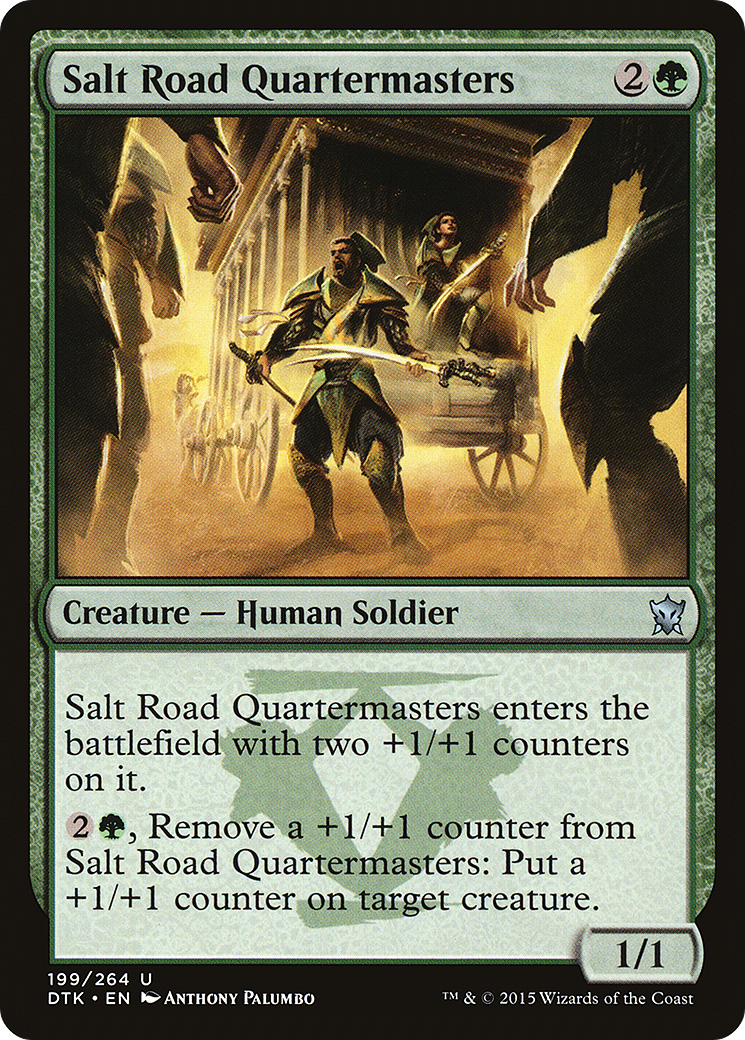 Salt Road Quartermasters 2
Creature — Human Soldier
Salt Road Quartermasters enters the
battlefield with two +1/+1 counters
on it.
2, Remove a +1/+1 counter from
Salt Road Quartermasters: Put a
+1/+1 counter on target creature.
1/1
199/264 U
DTK • EN Anthony Palumbo
™ & © 2015 Wizards of the Coast